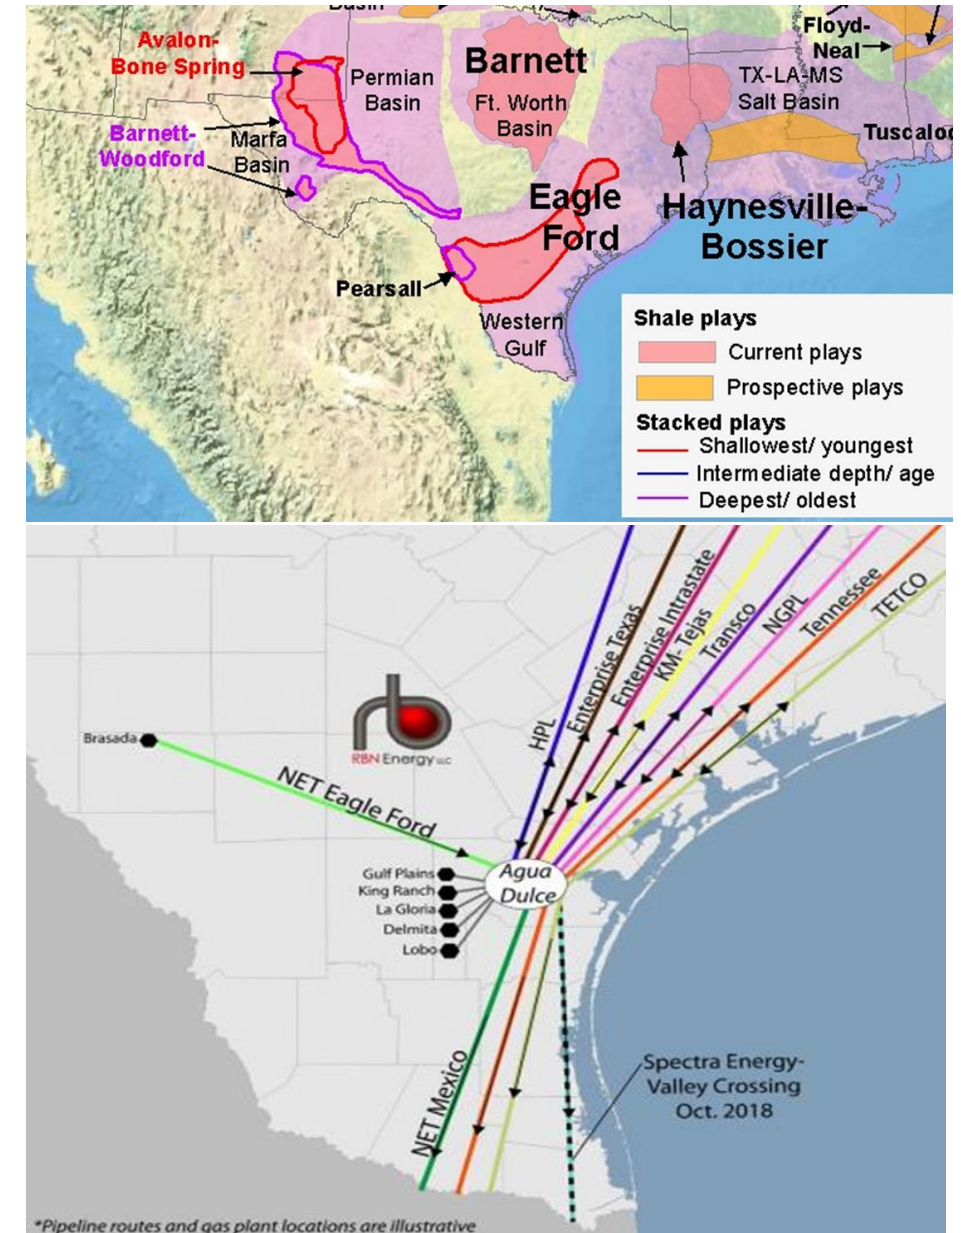 Basin
Floyd-
Neal
Avalon-
Bone Spring
Permian
Basin
Barnett
Ft. Worth
Basin
TX-LA-MS
Salt Basin
Barnett-
Woodford
Marfa
Basin
Eagle
Ford
Haynesville-
Bossier
Pearsall
Western
Gulf
Shale plays
Current plays
Prospective plays
Stacked plays
Shallowest/ youngest
Intermediate depth/ age
Deepest/ oldest
HPL
Enterprise Texas
Enterprise Intrastate
KM-Tejas
Transco
NGPL
Tennessee
TETCO
Brasada
rb
RBN Energy LLC
NET Eagle Ford
Agua
Dulce
Gulf Plains
King Ranch
La Gloria
Delmita
Lobo
NET Mexico
Spectra Energy-
Valley Crossing
Oct. 2018
*Pipeline routes and gas plant locations are illustrative